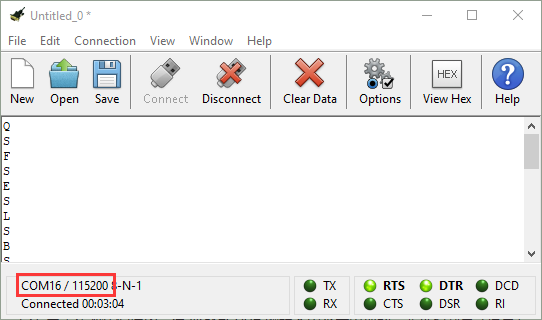 Untitled_0 *
File Edit Connection View Window Help
New Open Save Connect Disconnect Clear Data Options HEX View Hex Help
Q
S
F
S
E
S
L
S
B
S
COM16 / 115200 8-N-1
Connected 00:03:04
TX RTS DTR DCD
RX CTS DSR RI